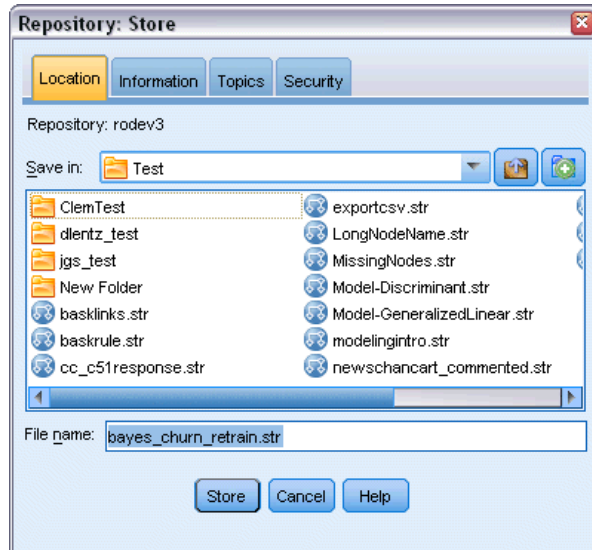 Repository: Store
Location Information Topics Security
Repository: rodev3
Save in: Test
ClemTest
dlentz_test
jgs_test
New Folder
basklinks.str
baskrule.str
cc_c51response.str
exportcsv.str
LongNodeName.str
MissingNodes.str
Model-Discriminant.str
Model-GeneralizedLinear.str
modelingintro.str
newschancart_commented.str
File name: bayes_churn_retrain.str
Store Cancel Help